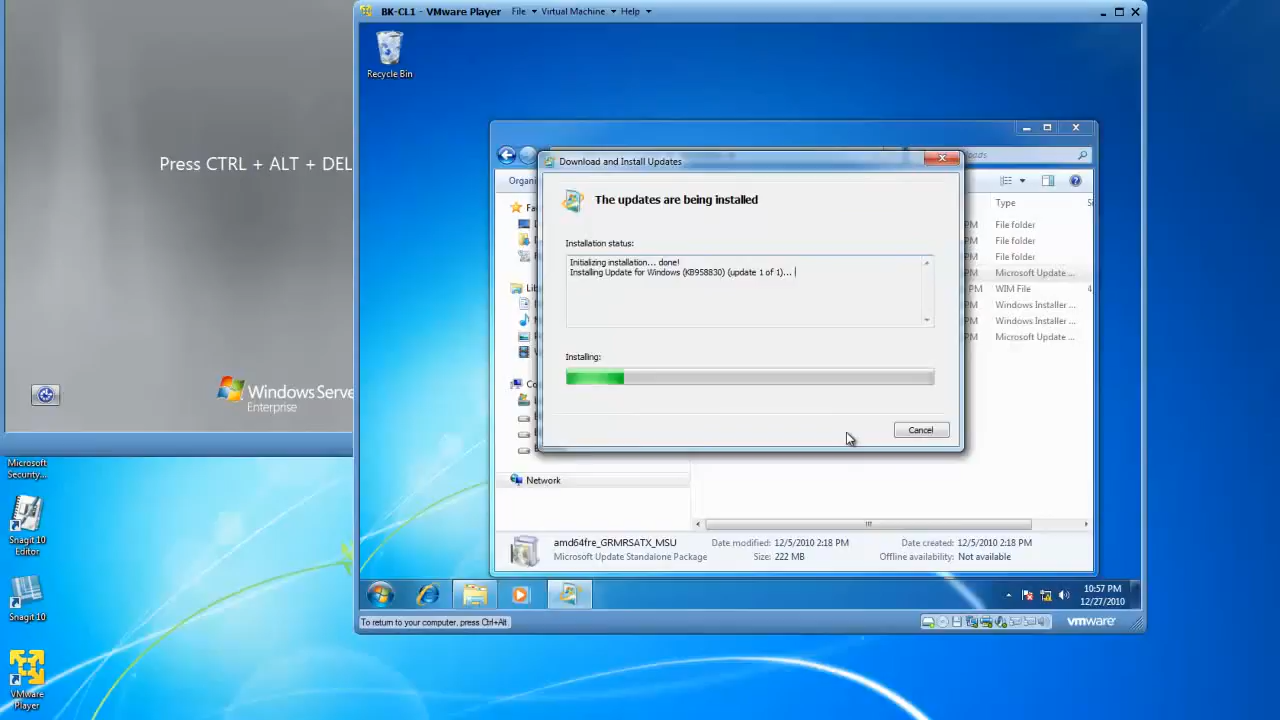 BK-CL1 - VMware Player File Virtual Machine Help
Recycle Bin
Press CTRL + ALT + DEL
Windows Serve
Enterprise
Microsoft
Security...
Snagit 10
Editor
Snagit 10
VMware
Player
Organi
Type
File folder
File folder
File folder
Microsoft Update ...
WIM File
Windows Installer ...
Windows Installer ...
Microsoft Update ...
Download and Install Updates
The updates are being installed
Installation status:
Initializing installation... done!
Installing Update for Windows (KB958830) (update 1 of 1)...
Installing:
Cancel
Network
amd64fre_GRMRSATX_MSU Date modified: 12/5/2010 2:18 PM Date created: 12/5/2010 2:18 PM
Microsoft Update Standalone Package Size: 222 MB Offline availability: Not available
10:57 PM
12/27/2010
To return to your computer, press Ctrl+Alt
vmware